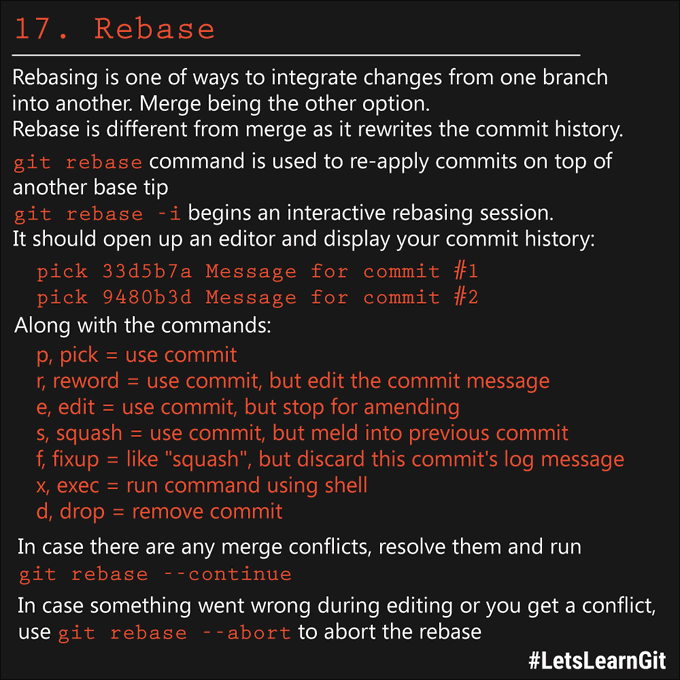 17. Rebase
Rebasing is one of ways to integrate changes from one branch
into another. Merge being the other option.
Rebase is different from merge as it rewrites the commit history.
git rebase command is used to re-apply commits on top of
another base tip
git rebase -i begins an interactive rebasing session.
It should open up an editor and display your commit history:
pick 33d5b7a Message for commit #1
pick 9480b3d Message for commit #2
Along with the commands:
p, pick = use commit
r, reword = use commit, but edit the commit message
e, edit = use commit, but stop for amending
s, squash = use commit, but meld into previous commit
f, fixup = like "squash", but discard this commit's log message
x, exec = run command using shell
d, drop = remove commit
In case there are any merge conflicts, resolve them and run
git rebase --continue
In case something went wrong during editing or you get a conflict,
use git rebase --abort to abort the rebase
#LetsLearnGit